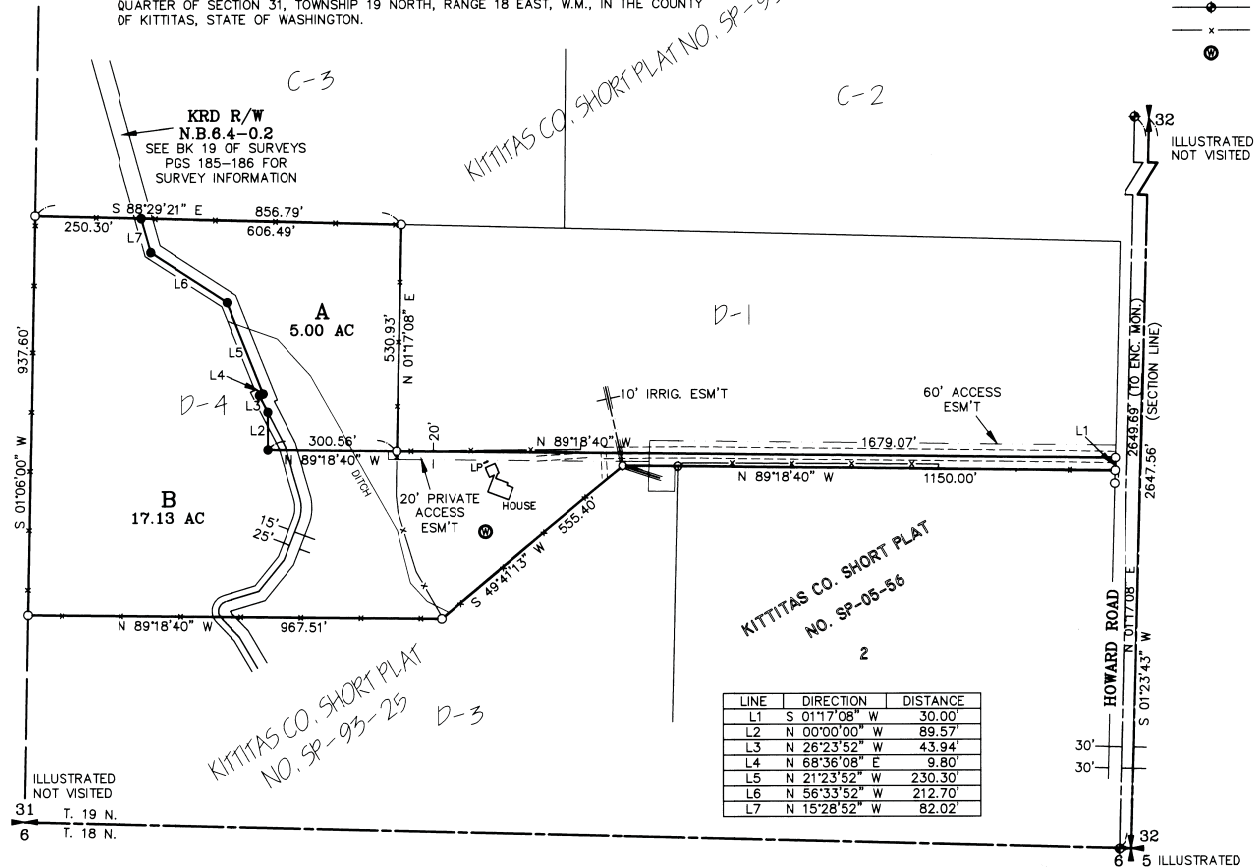 QUARTER OF SECTION 31, TOWNSHIP 19 NORTH, RANGE 18 EAST, W.M., IN THE COUNTY
OF KITTITAS, STATE OF WASHINGTON.
x
W
C-3
KITTITAS CO. SHORT PLAT NO. SP-9
C-2
KRD R/W
N.B.6.4-0.2
SEE BK 19 OF SURVEYS
PGS 185-186 FOR
SURVEY INFORMATION
32
ILLUSTRATED
NOT VISITED
S 88°29'21" E 856.79'
250.30' 606.49'
L7
L6
A
5.00 AC
D-1
937.60'
S 01°06'00" W
530.93'
N 01°17'08" E
L5
L4
D-4
L3
L2
10' IRRIG. ESM'T
60' ACCESS
ESM'T
L1
2649.69' (TO ENC. MON.)
(SECTION LINE)
2647.56'
300.56'
N 89°18'40" W
20'
N 89°18'40" W 1679.07'
N 89°18'40" W 1150.00'
LP
HOUSE
DITCH
20' PRIVATE
ACCESS
ESM'T
W
B
17.13 AC
15'
25'
S 49°41'13" W 555.40'
N 89°18'40" W 967.51'
KITTITAS CO. SHORT PLAT
NO. SP-05-56
2
HOWARD ROAD
N 01°17'08" E
S 01°23'43" W
KITTITAS CO. SHORT PLAT
NO. SP-93-25
D-3
LINE DIRECTION DISTANCE
L1 S 01°17'08" W 30.00'
L2 N 00°00'00" W 89.57'
L3 N 26°23'52" W 43.94'
L4 N 68°36'08" E 9.80'
L5 N 21°23'52" W 230.30'
L6 N 56°33'52" W 212.70'
L7 N 15°28'52" W 82.02'
30'
30'
ILLUSTRATED
NOT VISITED
31 T. 19 N.
6 T. 18 N.
32
6 5 ILLUSTRATED